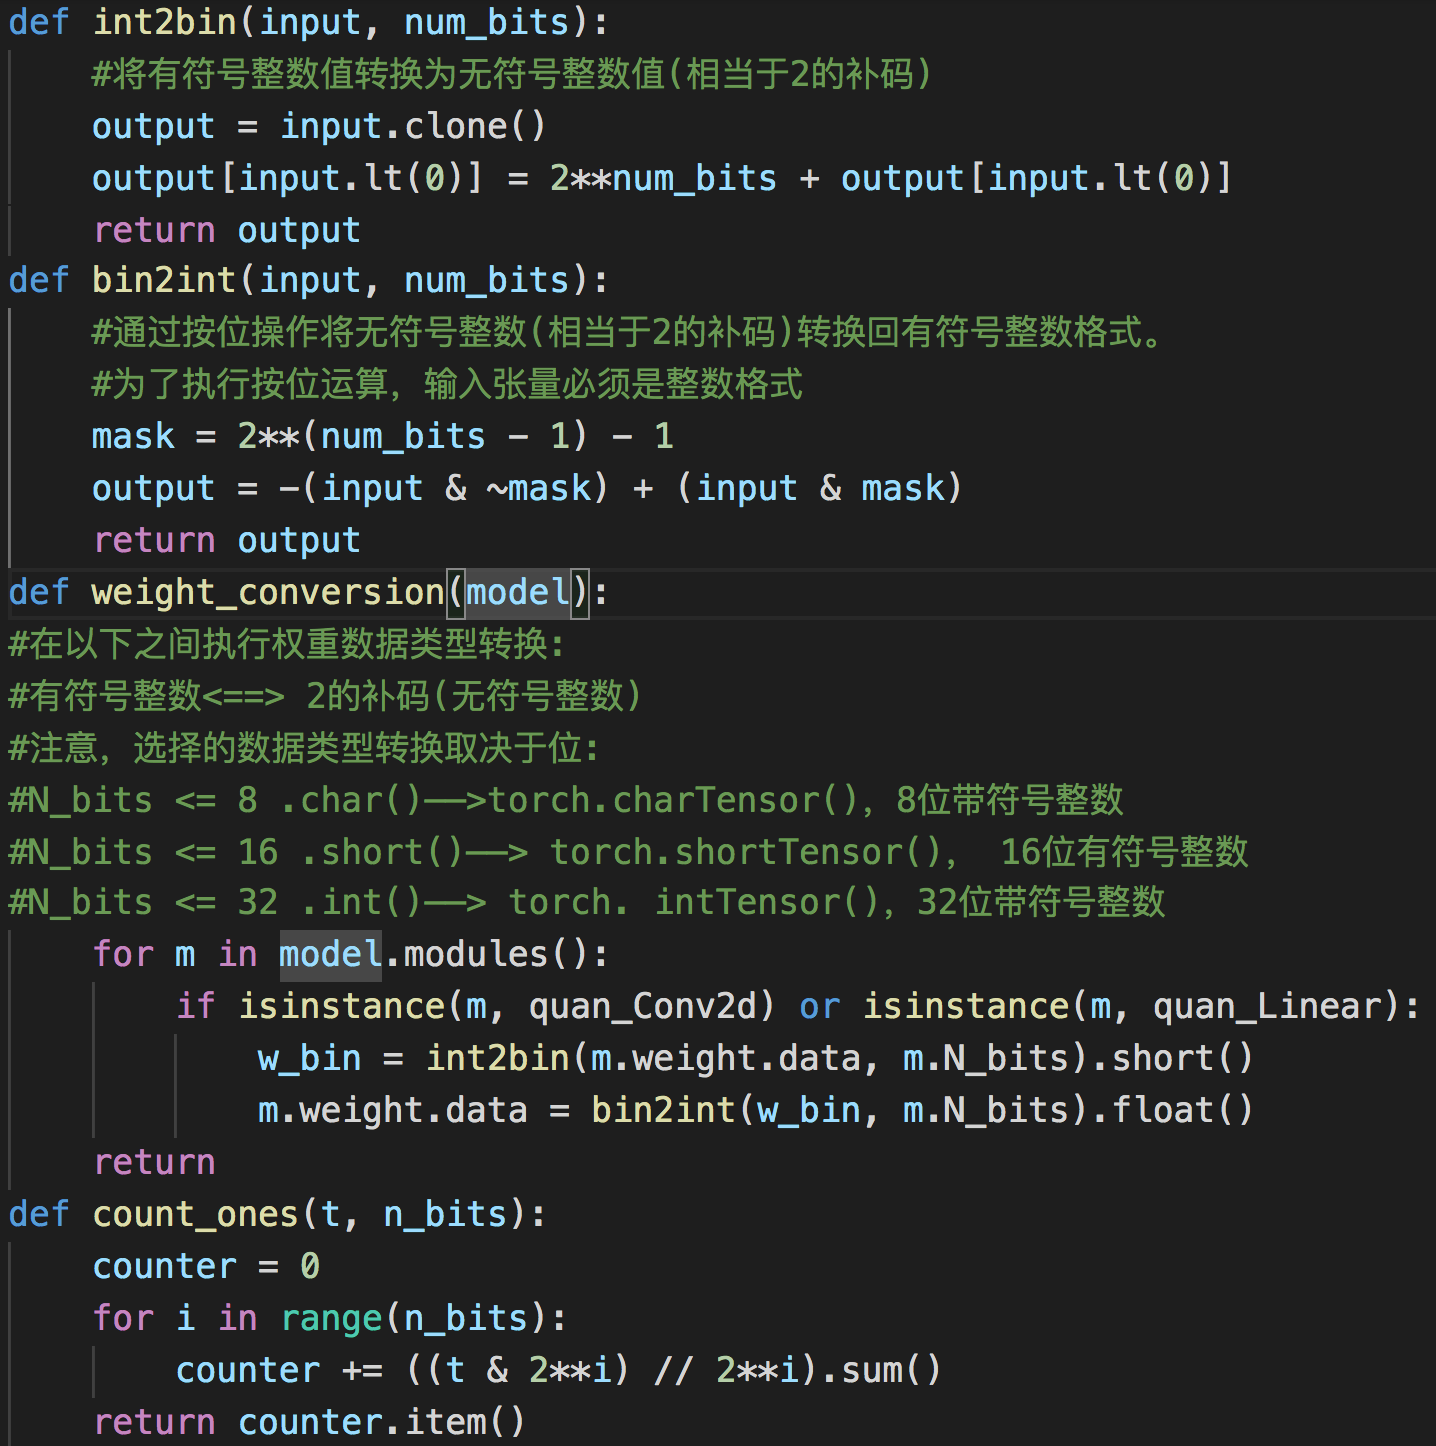 def int2bin(input, num_bits):
    #将有符号整数值转换为无符号整数值(相当于2的补码)
    output = input.clone()
    output[input.lt(0)] = 2**num_bits + output[input.lt(0)]
    return output
def bin2int(input, num_bits):
    #通过按位操作将无符号整数(相当于2的补码)转换回有符号整数格式。
    #为了执行按位运算，输入张量必须是整数格式
    mask = 2**(num_bits - 1) - 1
    output = -(input & ~mask) + (input & mask)
    return output
def weight_conversion(model):
#在以下之间执行权重数据类型转换:
#有符号整数<==> 2的补码(无符号整数)
#注意，选择的数据类型转换取决于位:
#N_bits <= 8 .char()——>torch.charTensor()，8位带符号整数
#N_bits <= 16 .short()——> torch.shortTensor()， 16位有符号整数
#N_bits <= 32 .int()——> torch. intTensor()，32位带符号整数
    for m in model.modules():
        if isinstance(m, quan_Conv2d) or isinstance(m, quan_Linear):
            w_bin = int2bin(m.weight.data, m.N_bits).short()
            m.weight.data = bin2int(w_bin, m.N_bits).float()
    return
def count_ones(t, n_bits):
    counter = 0
    for i in range(n_bits):
        counter += ((t & 2**i) // 2**i).sum()
    return counter.item()